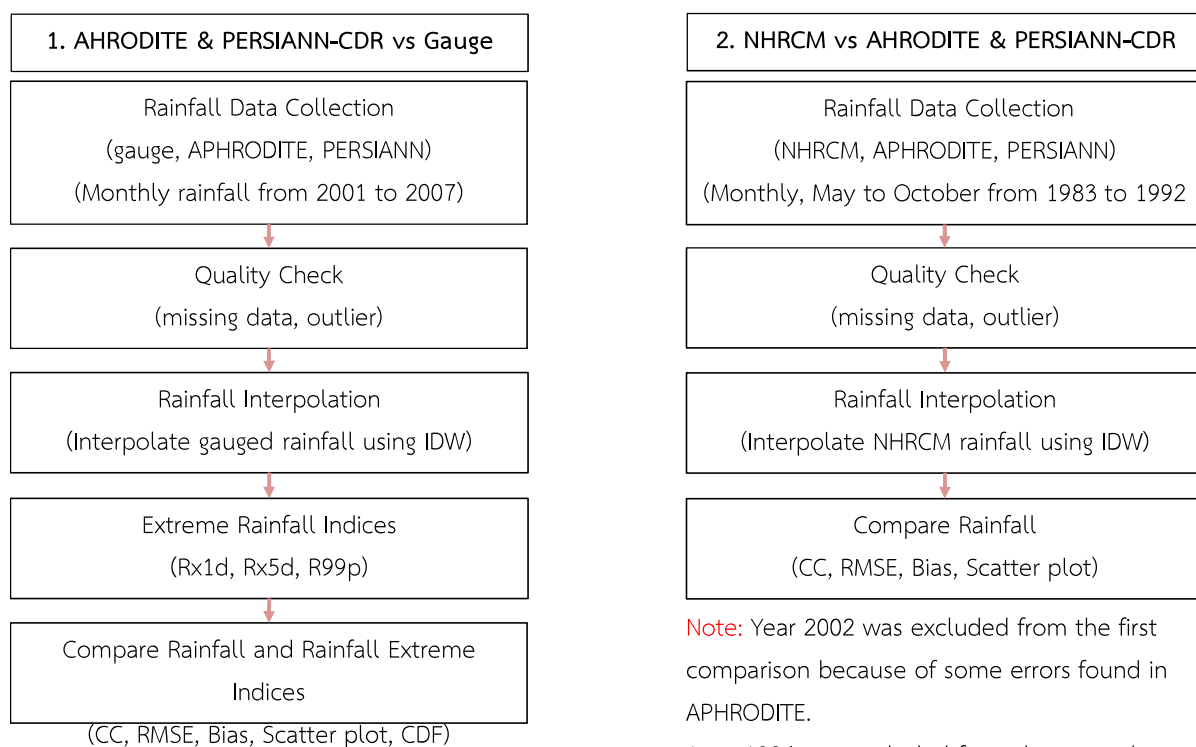 1. AHRODITE & PERSIANN-CDR vs Gauge
Rainfall Data Collection
(gauge, APHRODITE, PERSIANN)
(Monthly rainfall from 2001 to 2007)
Quality Check
(missing data, outlier)
Rainfall Interpolation
(Interpolate gauged rainfall using IDW)
Extreme Rainfall Indices
(Rx1d, Rx5d, R99p)
Compare Rainfall and Rainfall Extreme
Indices
(CC, RMSE, Bias, Scatter plot, CDF)
2. NHRCM vs AHRODITE & PERSIANN-CDR
Rainfall Data Collection
(NHRCM, APHRODITE, PERSIANN)
(Monthly, May to October from 1983 to 1992
Quality Check
(missing data, outlier)
Rainfall Interpolation
(Interpolate NHRCM rainfall using IDW)
Compare Rainfall
(CC, RMSE, Bias, Scatter plot)
Note: Year 2002 was excluded from the first
comparison because of some errors found in
APHRODITE.